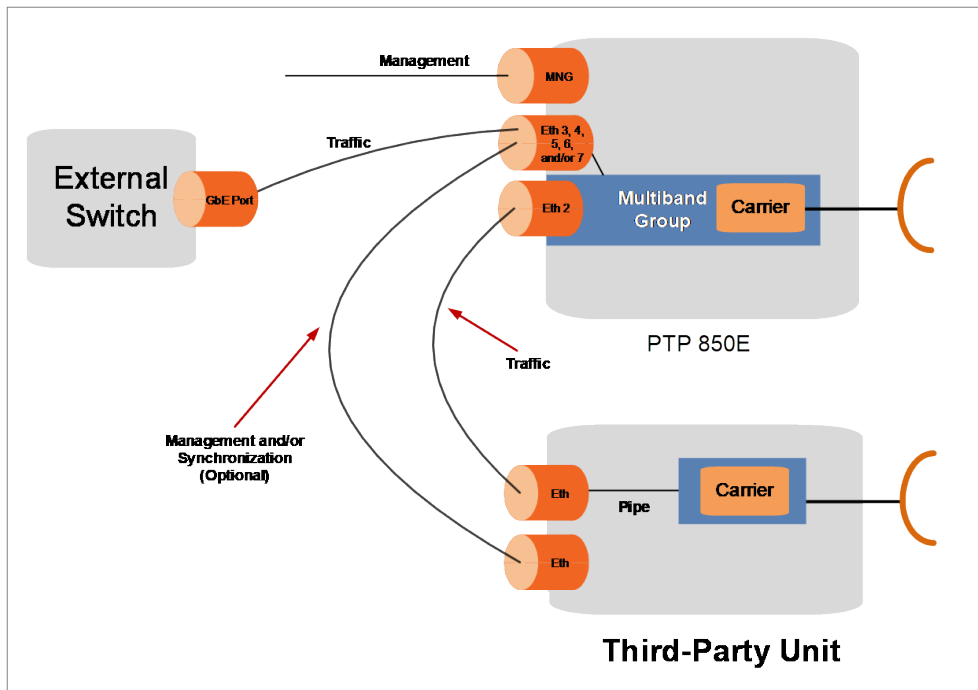 Management
MNG
Traffic
Eth 3, 4,
5, 6,
and/or 7
External
Switch
GbE Port
Eth 2
Multiband
Group
Carrier
PTP 850E
Traffic
Management and/or
Synchronization
(Optional)
Eth
Pipe
Carrier
Eth
Third-Party Unit